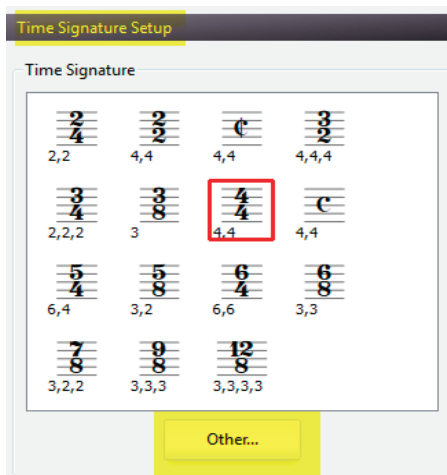 Time Signature Setup
Time Signature
2 2 ¢ 3
4 2 2
2,2 4,4 4,4 4,4,4
3 3 4 C
4 8 4
2,2,2 3 4,4 4,4
5 5 6 6
4 8 4 8
6,4 3,2 6,6 3,3
7 9 12
8 8 8
3,2,2 3,3,3 3,3,3,3
Other...